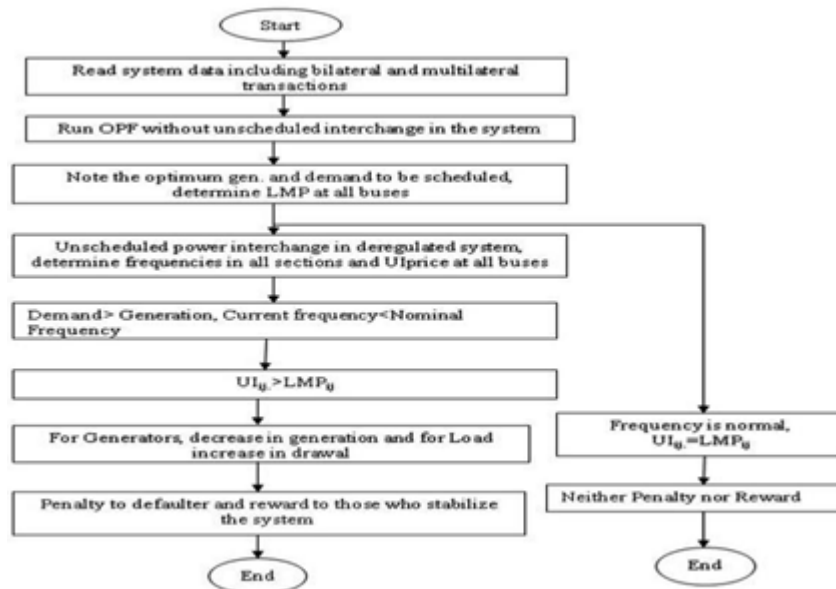 Start
Read system data including bilateral and multilateral
transactions
Run OPF without unscheduled interchange in the system
Note the optimum gen. and demand to be scheduled,
determine LMP at all buses
Unscheduled power interchange in deregulated system,
determine frequencies in all sections and UIprice at all buses
Demand> Generation, Current frequency<Nominal
Frequency
UIij.>LMPij
For Generators, decrease in generation and for Load
increase in drawal
Penalty to defaulter and reward to those who stabilize
the system
End
Frequency is normal,
UIij.=LMPij
Neither Penalty nor Reward
End